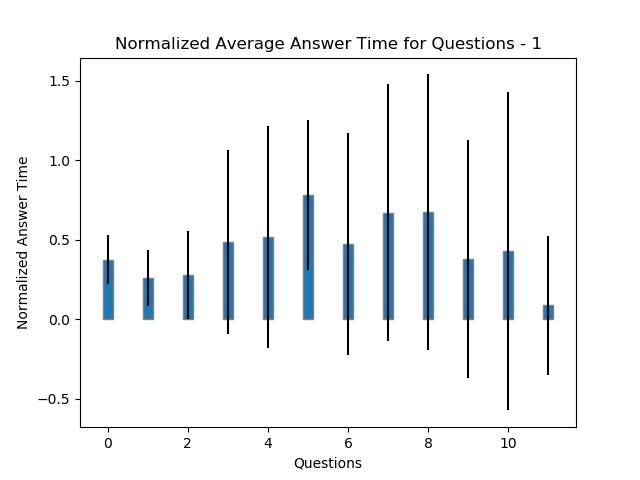 Normalized Average Answer Time for Questions - 1
1.5
1.0
0.5
0.0
−0.5
Normalized Answer Time
0 2 4 6 8 10
Questions